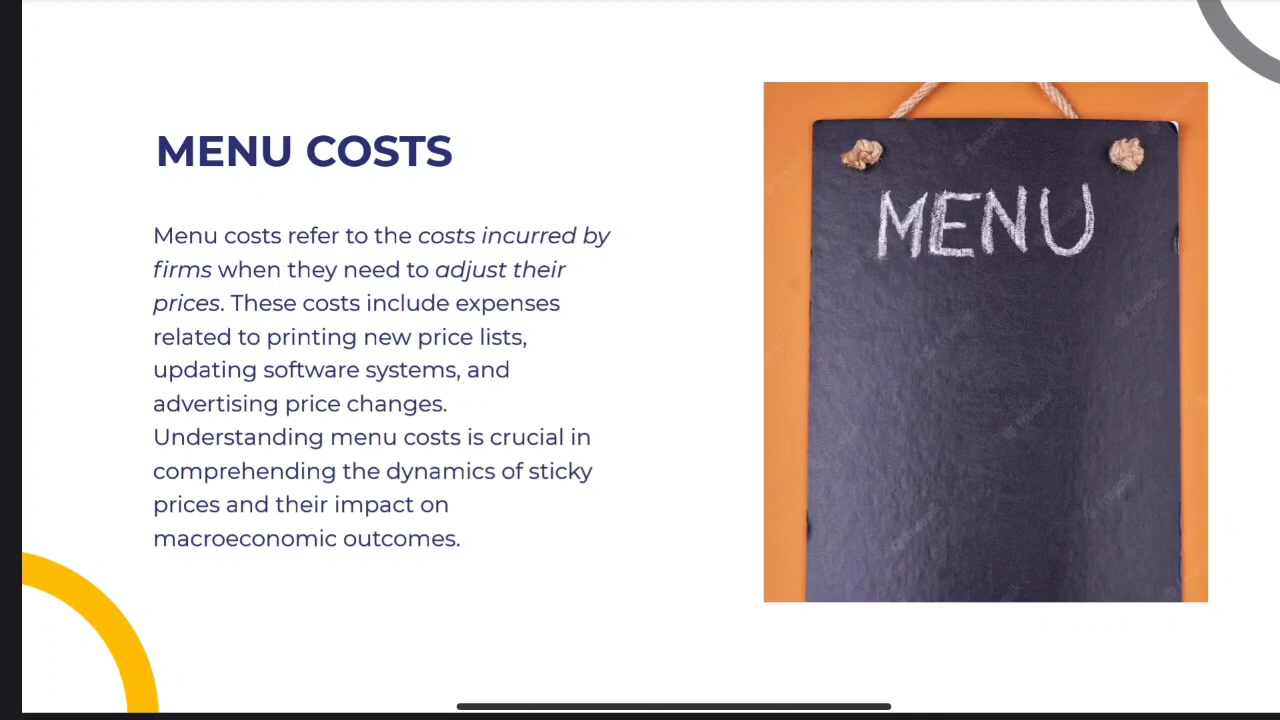 MENU COSTS
Menu costs refer to the costs incurred by
firms when they need to adjust their
prices. These costs include expenses
related to printing new price lists,
updating software systems, and
advertising price changes.
Understanding menu costs is crucial in
comprehending the dynamics of sticky
prices and their impact on
macroeconomic outcomes.
MENU